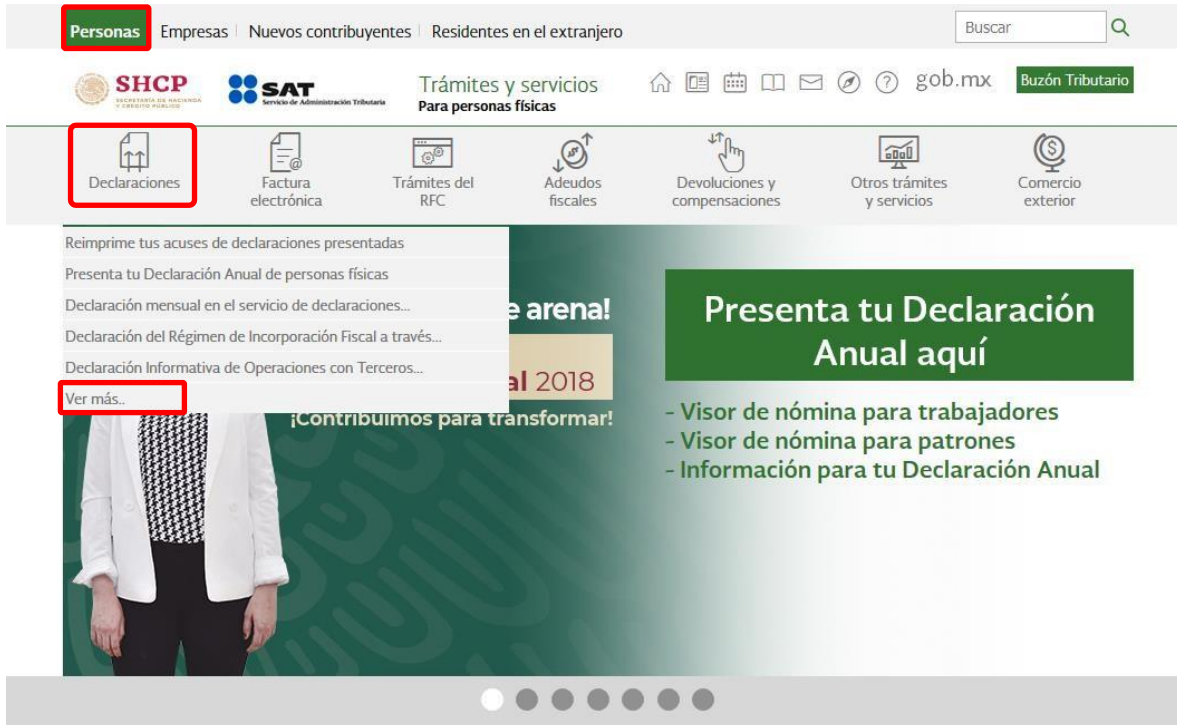 Personas Empresas Nuevos contribuyentes Residentes en el extranjero Buscar
SHCP
SECRETARÍA DE HACIENDA
Y CRÉDITO PÚBLICO
SAT
Servicio de Administración Tributaria
Trámites y servicios
Para personas físicas
gob.mx
Buzón Tributario
Declaraciones
Factura
electrónica
Trámites del
RFC
Adeudos
fiscales
Devoluciones y
compensaciones
Otros trámites
y servicios
Comercio
exterior
Reimprime tus acuses de declaraciones presentadas
Presenta tu Declaración Anual de personas físicas
Declaración mensual en el servicio de declaraciones...
Declaración del Régimen de Incorporación Fiscal a través...
Declaración Informativa de Operaciones con Terceros...
Ver más..
e arena!
al 2018
¡Contribuimos para transformar!
Presenta tu Declaración
Anual aquí
- Visor de nómina para trabajadores
- Visor de nómina para patrones
- Información para tu Declaración Anual